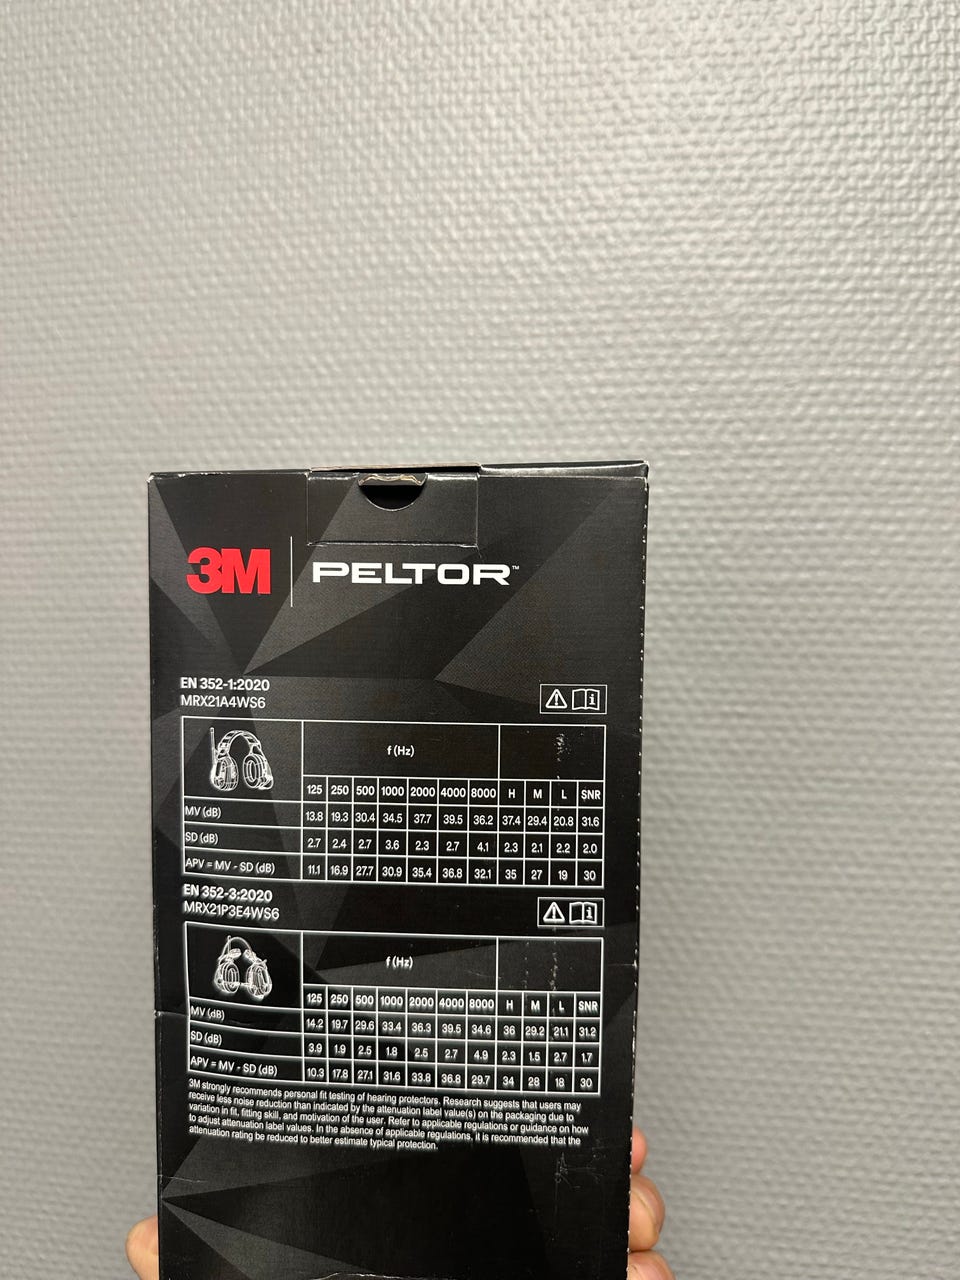 3M PELTOR™
EN 352-1:2020
MRX21A4WS6
f (Hz)
125 250 500 1000 2000 4000 8000 H M L SNR
MV (dB) 13.8 19.3 30.4 34.5 37.7 39.5 36.2 37.4 29.4 20.8 31.6
SD (dB) 2.7 2.4 2.7 3.6 2.3 2.7 4.1 2.3 2.1 2.2 2.0
APV = MV - SD (dB) 11.1 16.9 27.7 30.9 35.4 36.8 32.1 35 27 19 30
EN 352-3:2020
MRX21P3E4WS6
f (Hz)
125 250 500 1000 2000 4000 8000 H M L SNR
MV (dB) 14.2 19.7 29.6 33.4 36.3 39.5 34.6 36 29.2 21.1 31.2
SD (dB) 3.9 1.9 2.5 1.8 2.5 2.7 4.9 2.3 1.5 2.7 1.7
APV = MV - SD (dB) 10.3 17.8 27.1 31.6 33.8 36.8 29.7 34 28 18 30
3M strongly recommends personal fit testing of hearing protectors. Research suggests that users may
receive less noise reduction than indicated by the attenuation label value(s) on the packaging due to
variation in fit, fitting skill, and motivation of the user. Refer to applicable regulations or guidance on how
to adjust attenuation label values. In the absence of applicable regulations, it is recommended that the
attenuation rating be reduced to better estimate typical protection.